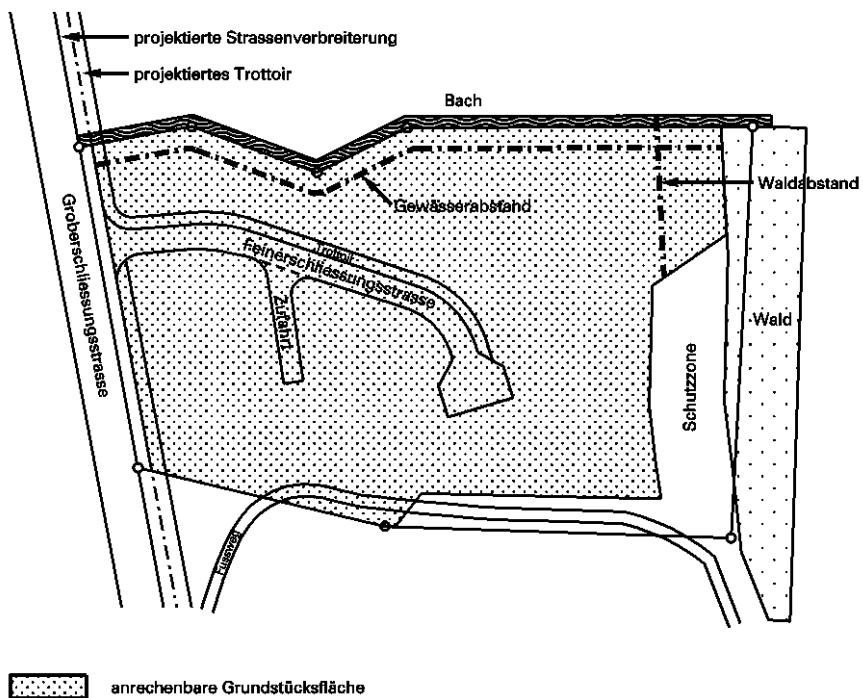 projektierte Strassenverbreiterung
projektiertes Trottoir
Bach
Waldabstand
Gewässerabstand
Groberschliessungsstrasse
Trottoir
Feinerschliessungsstrasse
Zufahrt
Wald
Schutzzone
Fussweg
anrechenbare Grundstücksfläche